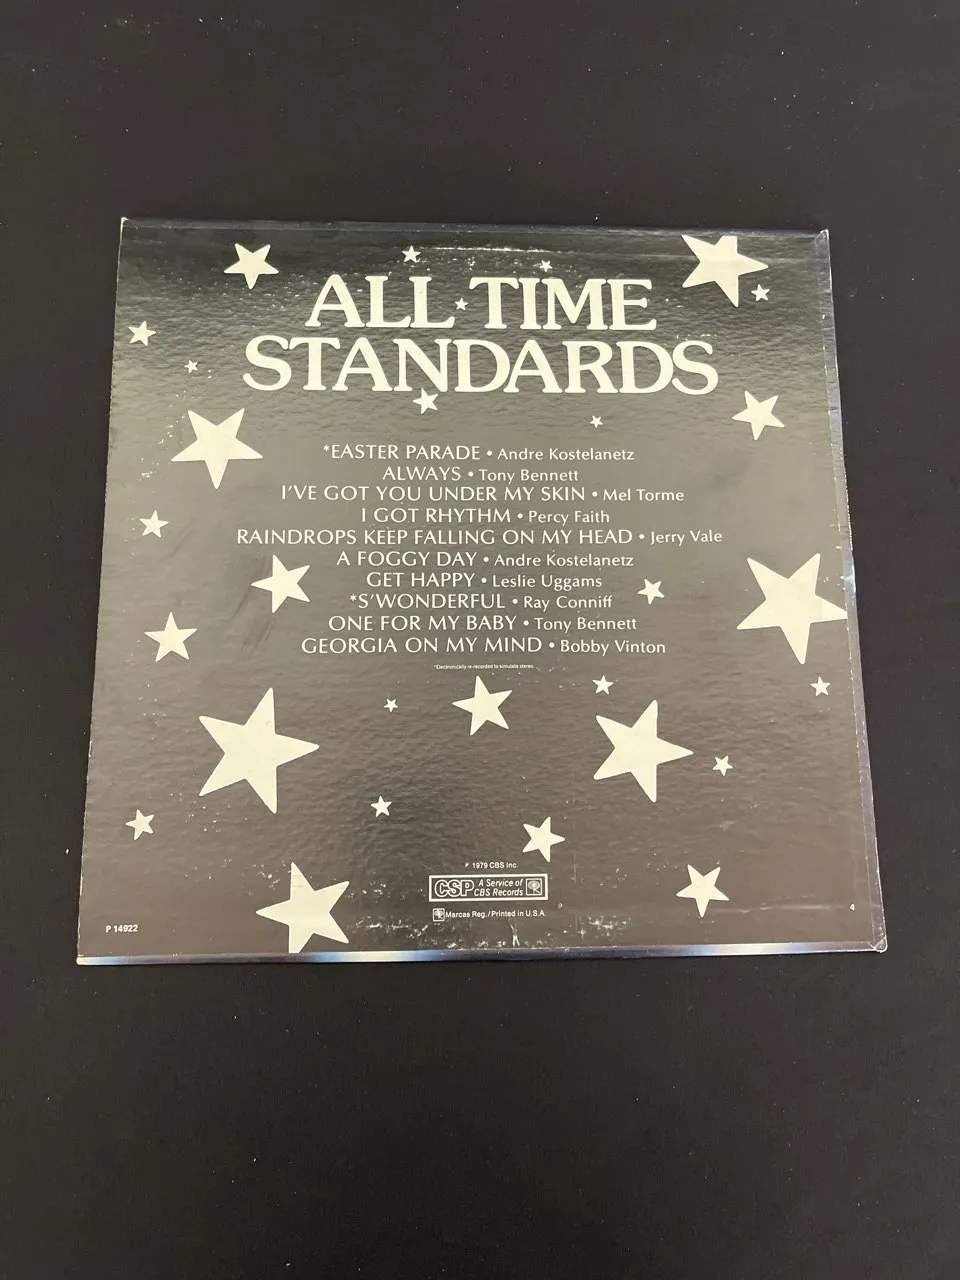 ALL TIME
STANDARDS
*EASTER PARADE • Andre Kostelanetz
ALWAYS • Tony Bennett
I'VE GOT YOU UNDER MY SKIN • Mel Torme
I GOT RHYTHM • Percy Faith
RAINDROPS KEEP FALLING ON MY HEAD • Jerry Vale
A FOGGY DAY • Andre Kostelanetz
GET HAPPY • Leslie Uggams
*S'WONDERFUL • Ray Conniff
ONE FOR MY BABY • Tony Bennett
GEORGIA ON MY MIND • Bobby Vinton
*Electronically re-recorded to simulate stereo.
℗ 1979 CBS Inc.
CSP A Service of
CBS Records
Marcas Reg./Printed in U.S.A.
4
P 14922